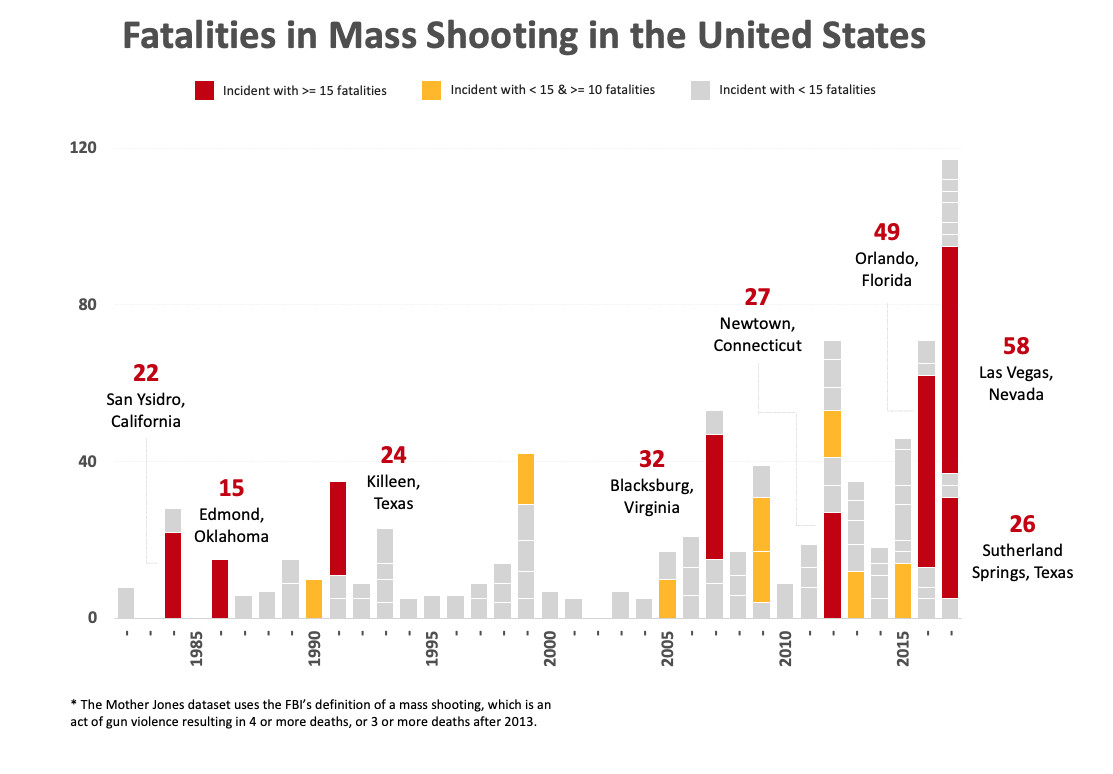 Fatalities in Mass Shooting in the United States
Incident with >= 15 fatalities
Incident with < 15 & >= 10 fatalities
Incident with < 15 fatalities
120
80
40
0
22
San Ysidro,
California
15
Edmond,
Oklahoma
24
Killeen,
Texas
32
Blacksburg,
Virginia
27
Newtown,
Connecticut
49
Orlando,
Florida
58
Las Vegas,
Nevada
26
Sutherland
Springs, Texas
- - - 1985 - - - - 1990 - - - - 1995 - - - - 2000 - - - - 2005 - - - - 2010 - - - - 2015 - -
* The Mother Jones dataset uses the FBI's definition of a mass shooting, which is an
act of gun violence resulting in 4 or more deaths, or 3 or more deaths after 2013.